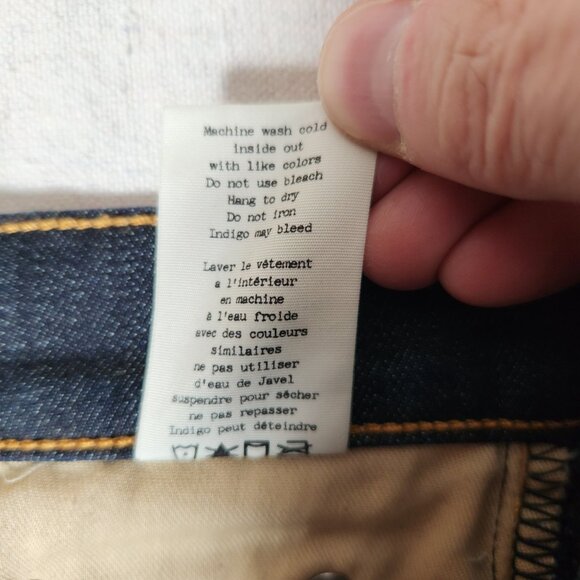 Machine wash cold
inside out
with like colors
Do not use bleach
Hang to dry
Do not iron
Indigo may bleed
Laver le vêtement
a l'intérieur
en machine
à l'eau froide
avec des couleurs
similaires
ne pas utiliser
d'eau de Javel
suspendre pour sécher
ne pas repasser
Indigo peut déteindre